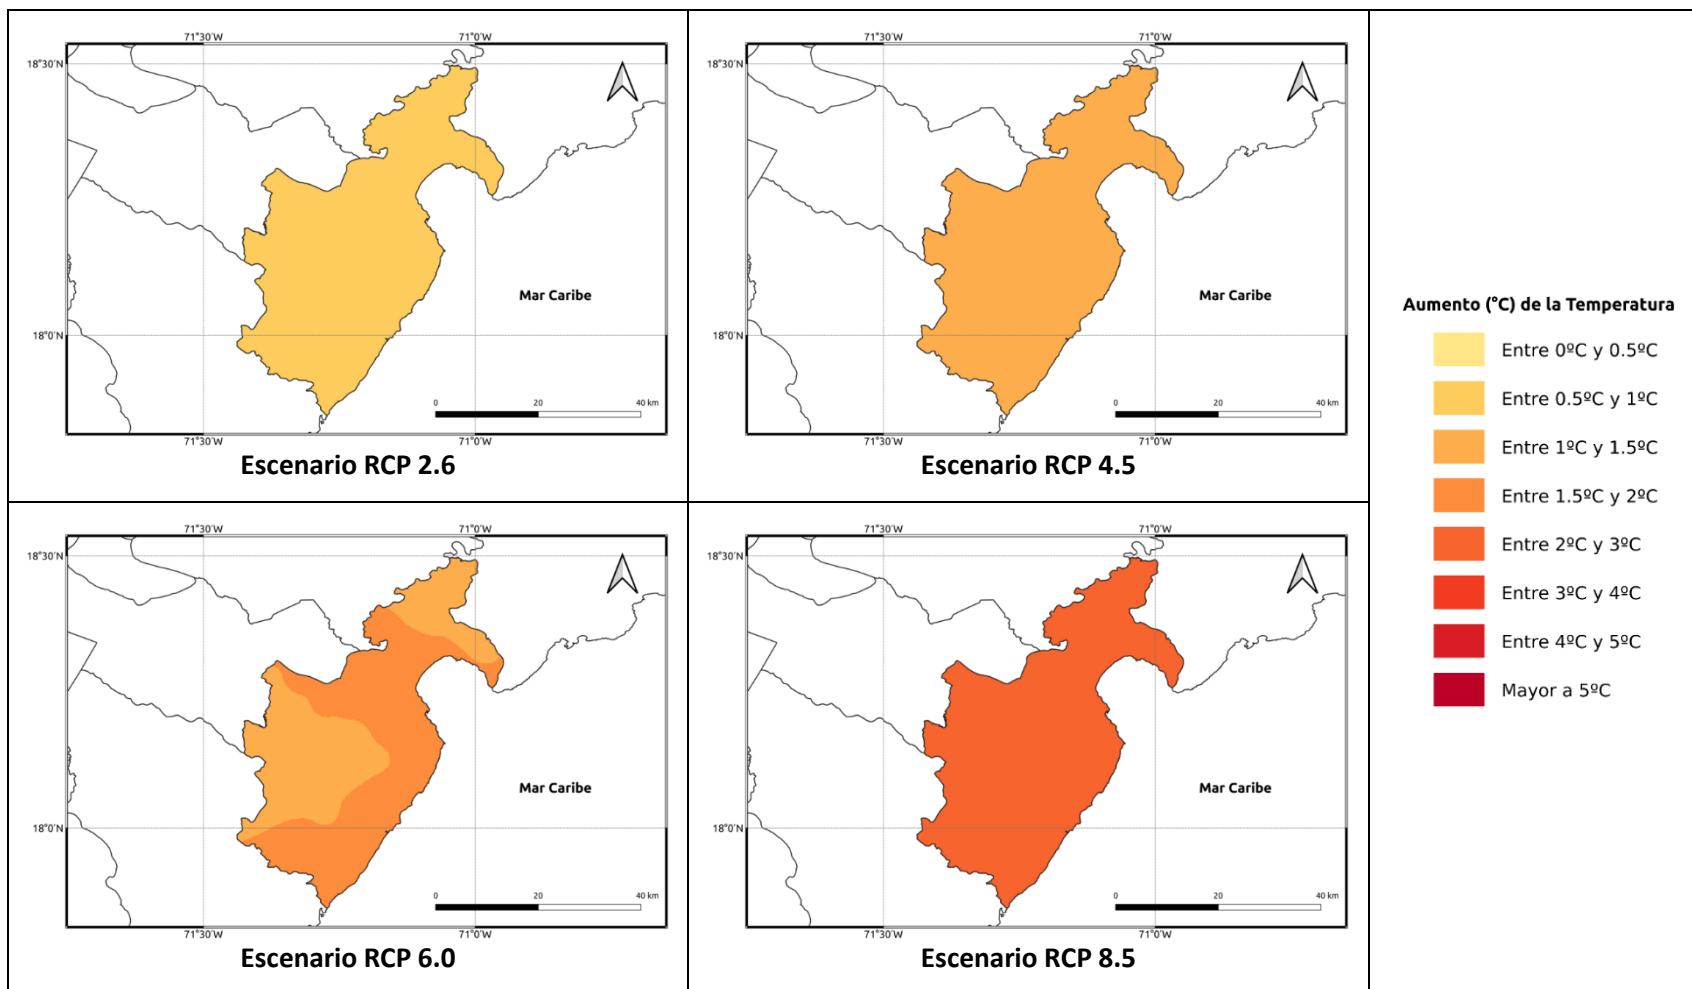 71°30'W
71°0'W
18°30'N
18°0'N
Mar Caribe
0
20
40 km
71°30'W
71°0'W
Escenario RCP 2.6
71°30'W
71°0'W
18°30'N
18°0'N
Mar Caribe
0
20
40 km
71°30'W
71°0'W
Escenario RCP 4.5
71°30'W
71°0'W
18°30'N
18°0'N
Mar Caribe
0
20
40 km
71°30'W
71°0'W
Escenario RCP 6.0
71°30'W
71°0'W
18°30'N
18°0'N
Mar Caribe
0
20
40 km
71°30'W
71°0'W
Escenario RCP 8.5
Aumento (°C) de la Temperatura
Entre 0ºC y 0.5ºC
Entre 0.5ºC y 1ºC
Entre 1ºC y 1.5ºC
Entre 1.5ºC y 2ºC
Entre 2ºC y 3ºC
Entre 3ºC y 4ºC
Entre 4ºC y 5ºC
Mayor a 5ºC